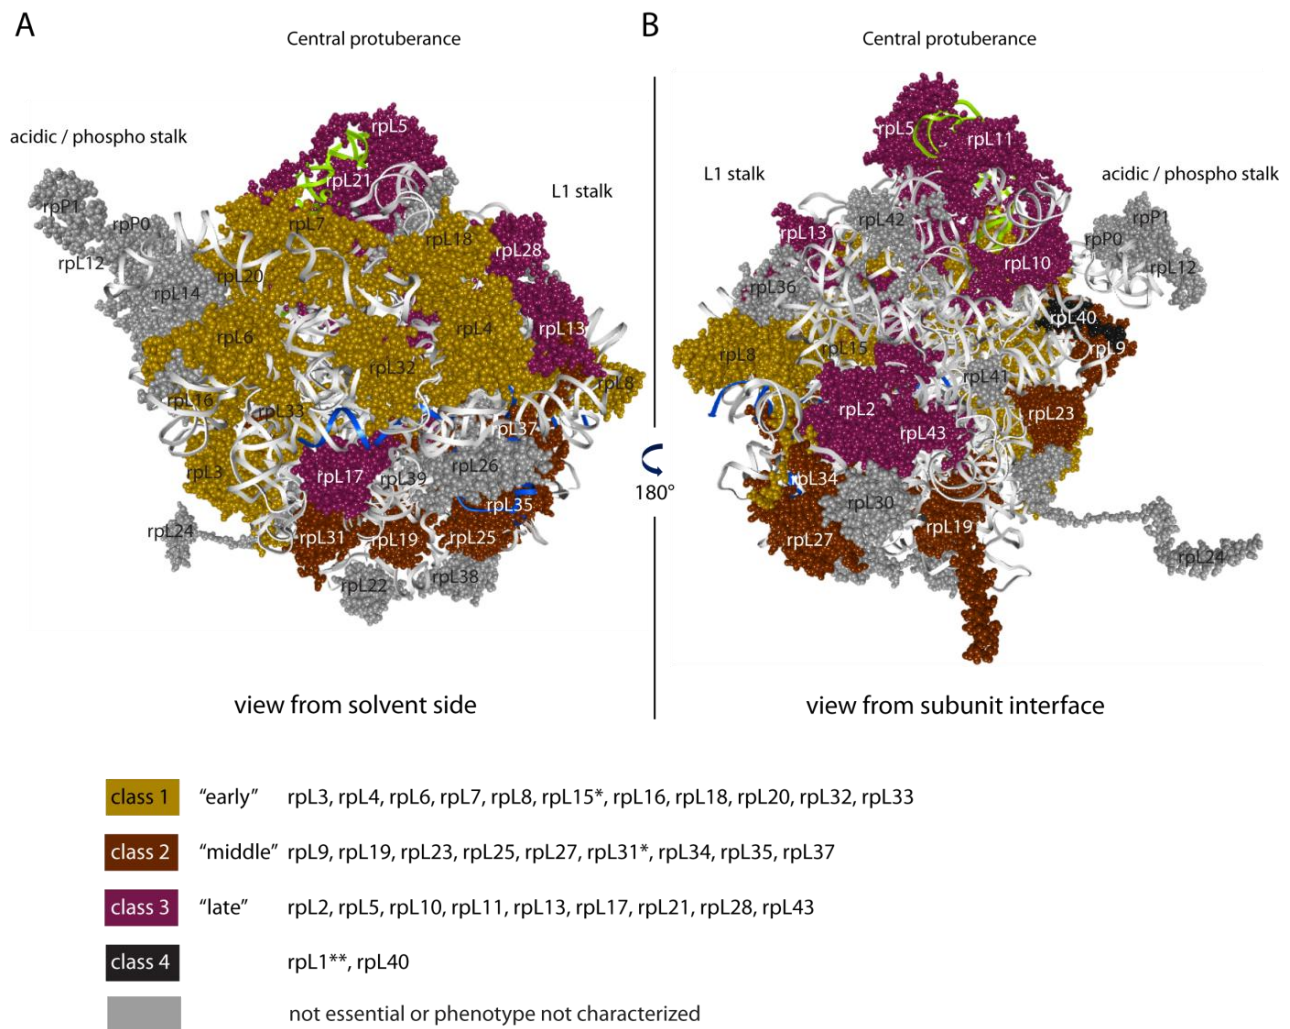 A
B
Central protuberance
Central protuberance
acidic / phospho stalk
L1 stalk
L1 stalk
acidic / phospho stalk
rpL5
rpL21
rpP1
rpP0
rpL7
rpL18
rpL28
rpL12
rpL20
rpL14
rpL6
rpL4
rpL13
rpL32
rpL8
rpL16
rpL33
rpL37
rpL3
rpL17
rpL39
rpL26
rpL35
rpL24
rpL31
rpL19
rpL25
rpL22
rpL38
180°
rpL5
rpL11
rpL42
rpL13
rpP1
rpP0
rpL10
rpL12
rpL36
rpL40
rpL8
rpL15
rpL9
rpL41
rpL2
rpL23
rpL43
rpL34
rpL30
rpL19
rpL27
rpL24
view from solvent side
view from subunit interface
class 1 “early” rpL3, rpL4, rpL6, rpL7, rpL8, rpL15*, rpL16, rpL18, rpL20, rpL32, rpL33
class 2 “middle” rpL9, rpL19, rpL23, rpL25, rpL27, rpL31*, rpL34, rpL35, rpL37
class 3 “late” rpL2, rpL5, rpL10, rpL11, rpL13, rpL17, rpL21, rpL28, rpL43
class 4 rpL1**, rpL40
not essential or phenotype not characterized